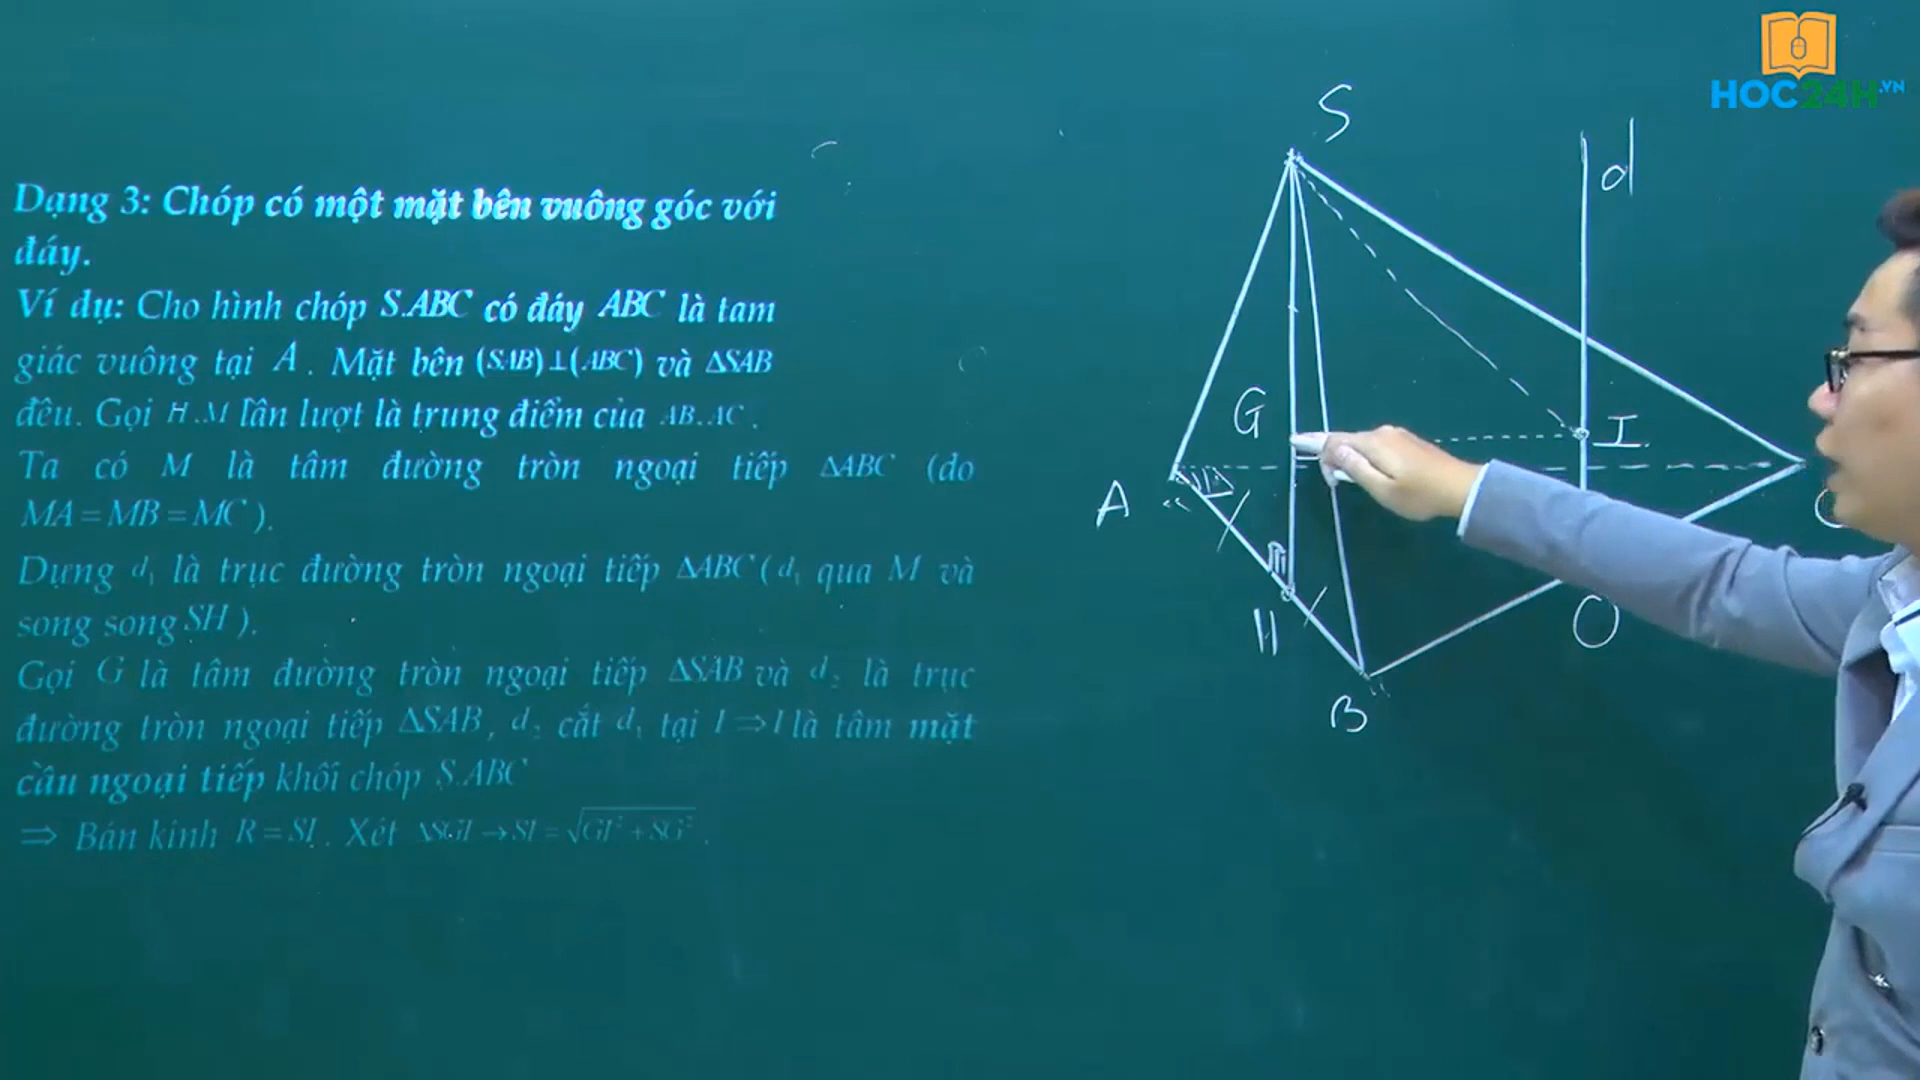 HOC24H.VN
Dạng 3: Chóp có một mặt bên vuông góc với
đáy.
Ví dụ: Cho hình chóp S.ABC có đáy ABC là tam
giác vuông tại A. Mặt bên (SAB)⊥(ABC) và ΔSAB
đều. Gọi H.M lần lượt là trung điểm của AB..AC.
Ta có M là tâm đường tròn ngoại tiếp ΔABC (do
MA=MB=MC).
Dựng d₁ là trục đường tròn ngoại tiếp ΔABC (d₁ qua M và
song song SH).
Gọi G là tâm đường tròn ngoại tiếp ΔSAB và d₂ là trục
đường tròn ngoại tiếp ΔSAB, d₂ cắt d₁ tại I ⇒ I là tâm mặt
cầu ngoại tiếp khối chóp S.ABC
⇒ Bán kính R=SI. Xét ΔSGI → SI = √(GI²+SG²).
S
d
G
I
A
H
O
B